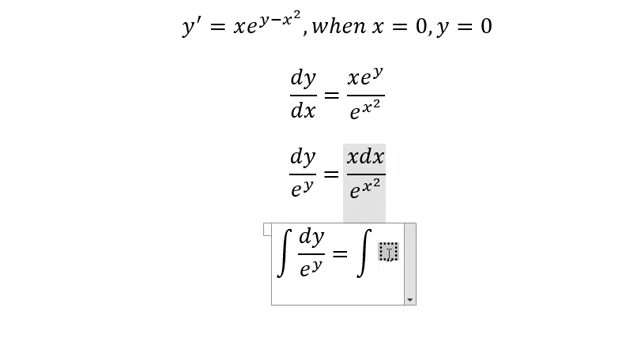 y′ = xe^{y−x^2}, when x = 0, y = 0
dy/dx = xe^y/e^{x^2}
dy/e^y = xdx/e^{x^2}
∫ dy/e^y = ∫